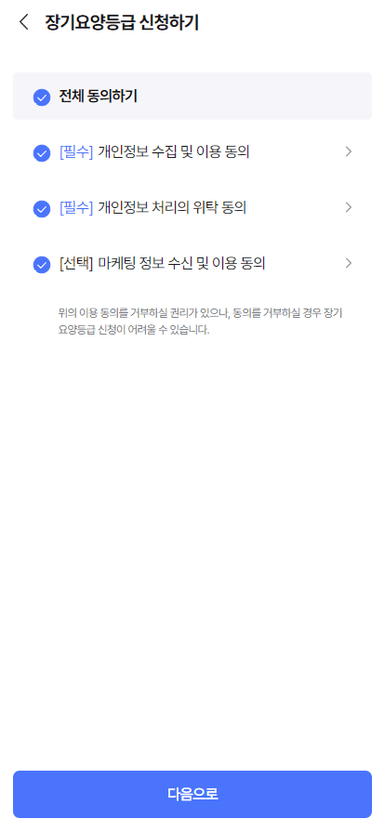 장기요양등급 신청하기
전체 동의하기
[필수] 개인정보 수집 및 이용 동의
[필수] 개인정보 처리의 위탁 동의
[선택] 마케팅 정보 수신 및 이용 동의
위의 이용 동의를 거부하실 권리가 있으나, 동의를 거부하실 경우 장기
요양등급 신청이 어려울 수 있습니다.
다음으로